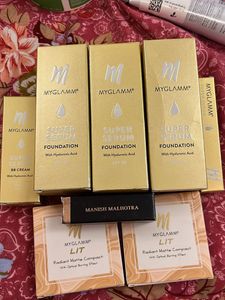 MYGLAMM
SUPER
SERUM
FOUNDATION
With Hyaluronic Acid
MYGLAMM
SUPER
SERUM
FOUNDATION
With Hyaluronic Acid
MYGLAMM
SUPER
SERUM
FOUNDATION
With Hyaluronic Acid
MYGLAMM
SUPER
BB CREAM
MANISH MALHOTRA
MYGLAMM
LIT
Radiant Matte Compact
MYGLAMM
LIT
Radiant Matte Compact